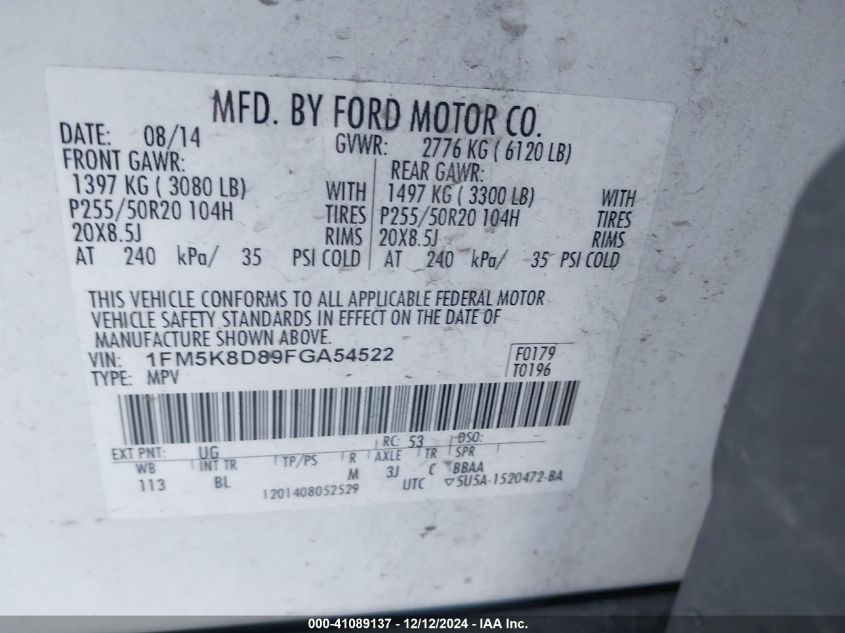 MFD. BY FORD MOTOR CO.
DATE: 08/14 GVWR: 2776 KG ( 6120 LB)
FRONT GAWR: REAR GAWR:
1397 KG ( 3080 LB) WITH 1497 KG ( 3300 LB) WITH
P255/50R20 104H TIRES P255/50R20 104H TIRES
20X8.5J RIMS 20X8.5J RIMS
AT 240 kPa/ 35 PSI COLD AT 240 kPa/ 35 PSI COLD
THIS VEHICLE CONFORMS TO ALL APPLICABLE FEDERAL MOTOR
VEHICLE SAFETY STANDARDS IN EFFECT ON THE DATE OF
MANUFACTURE SHOWN ABOVE.
VIN: 1FM5K8D89FGA54522 F0179
TYPE: MPV T0196
EXT PNT: UG RC: 53 DSO:
WB INT TR TP/PS R AXLE TR SPR
113 BL M 3J C BBAA
1201408052529 UTC ▽5U5A-1520472-BA
000-41089137 - 12/12/2024 - IAA Inc.